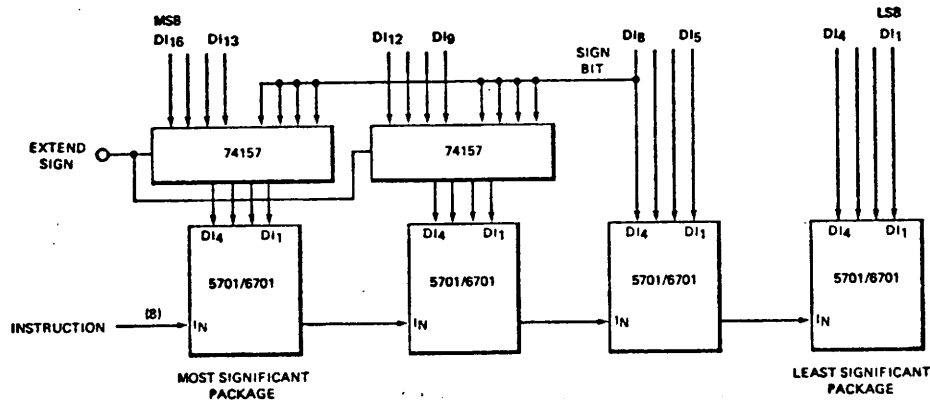 MSB
DI16 DI13
DI12 DI9
SIGN
BIT
DI8 DI5
LSB
DI4 DI1
EXTEND
SIGN
74157
74157
DI4 DI1
DI4 DI1
DI4 DI1
DI4 DI1
5701/6701
5701/6701
5701/6701
5701/6701
INSTRUCTION
(8)
IN
IN
IN
IN
MOST SIGNIFICANT
PACKAGE
LEAST SIGNIFICANT
PACKAGE